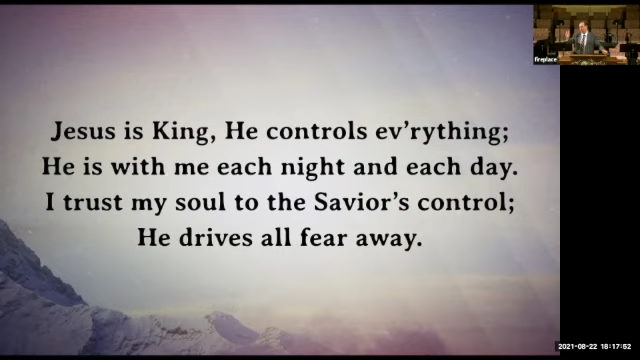 Jesus is King, He controls ev’rything;
He is with me each night and each day.
I trust my soul to the Savior’s control;
He drives all fear away.
fireplace
2021-08-22 18:17:52